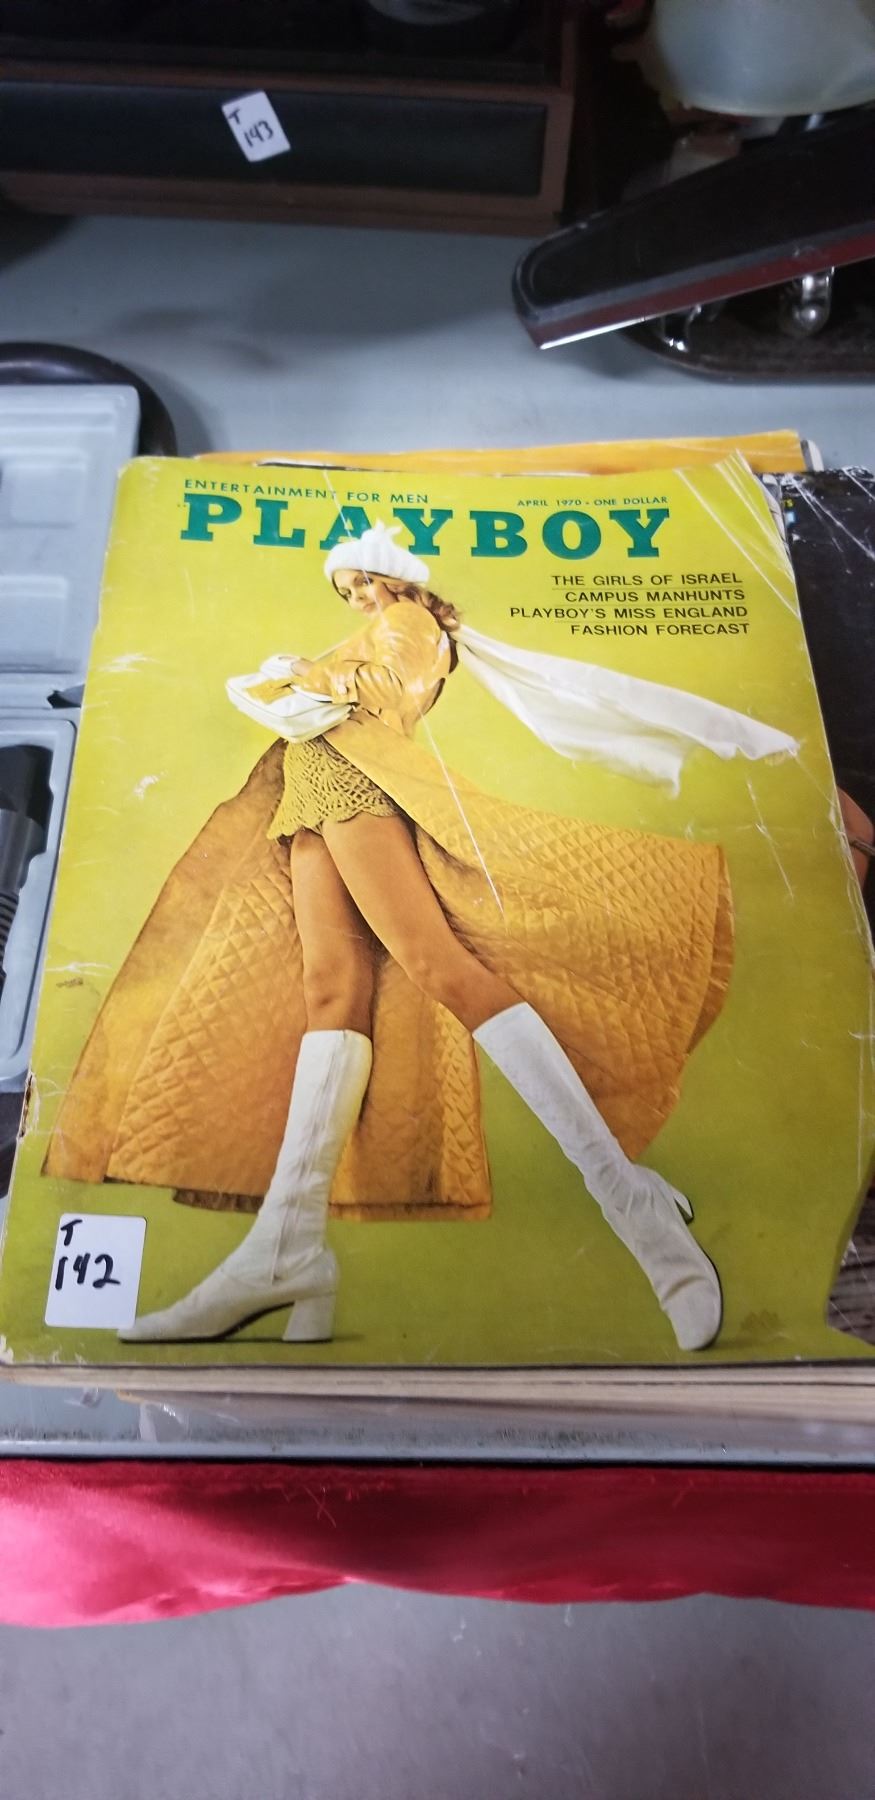 T
143
ENTERTAINMENT FOR MEN
APRIL 1970 • ONE DOLLAR
PLAYBOY
THE GIRLS OF ISRAEL
CAMPUS MANHUNTS
PLAYBOY'S MISS ENGLAND
FASHION FORECAST
T
142